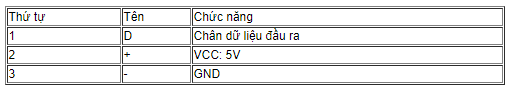 Thứ tự Tên Chức năng
1 D Chân dữ liệu đầu ra
2 + VCC: 5V
3 - GND